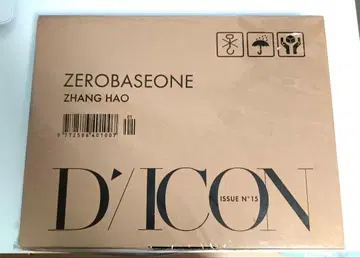 ZEROBASEONE
ZHANG HAO
D'/ICON
ISSUE N°15